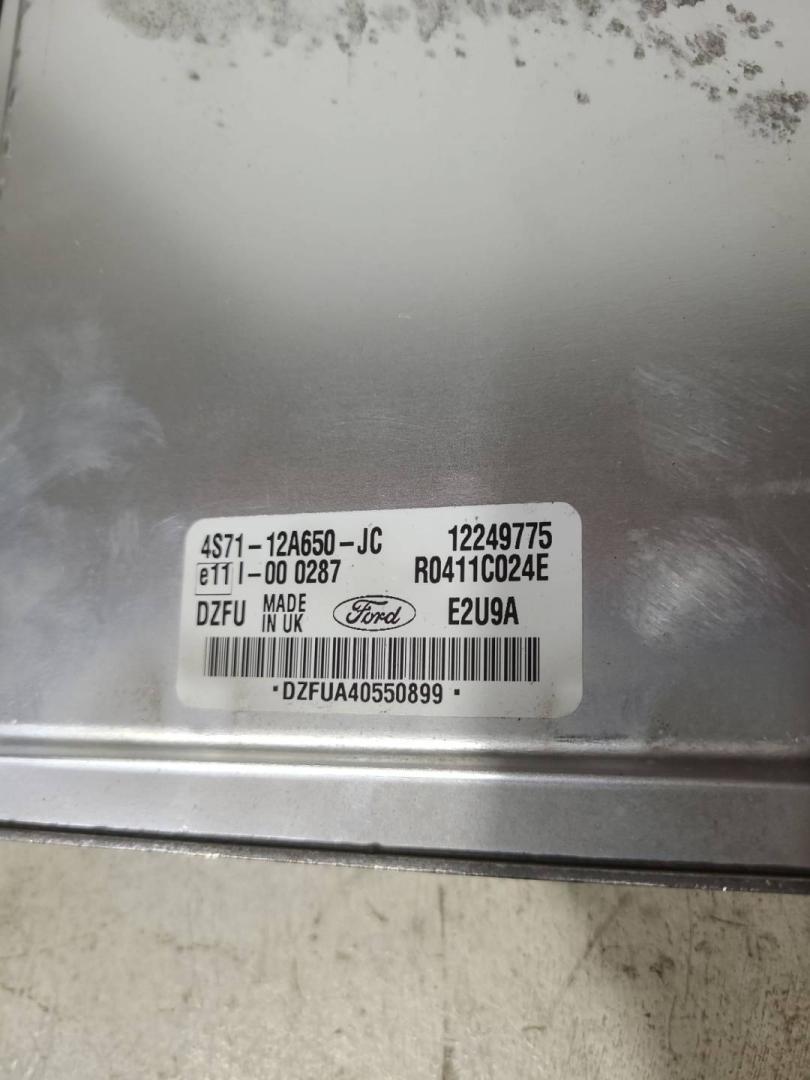 4S71-12A650-JC 12249775
e11 I-00 0287 R0411C024E
DZFU MADE IN UK Ford E2U9A
·DZFUA40550899·